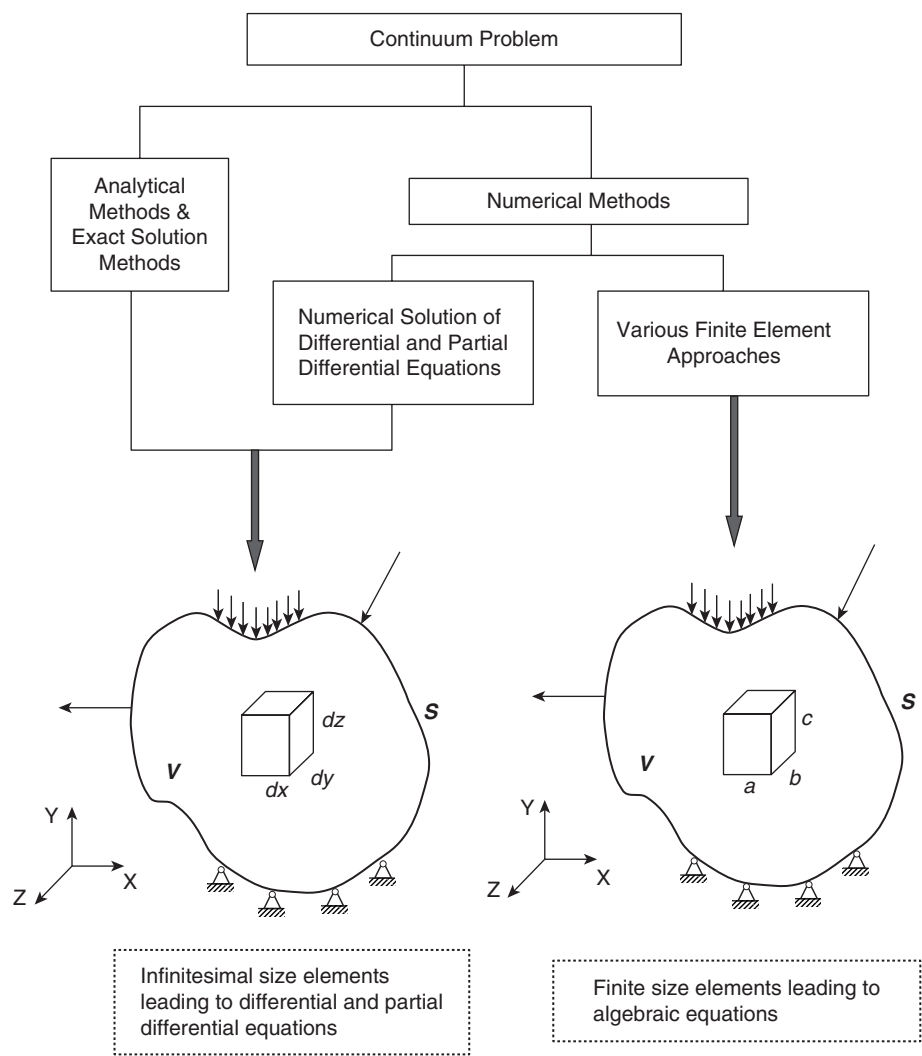 Continuum Problem
Analytical
Methods &
Exact Solution
Methods
Numerical Methods
Numerical Solution of
Differential and Partial
Differential Equations
Various Finite Element
Approaches
S
dz
V
dy
dx
Y
X
Z
S
c
V
b
a
Y
X
Z
Infinitesimal size elements
leading to differential and partial
differential equations
Finite size elements leading to
algebraic equations